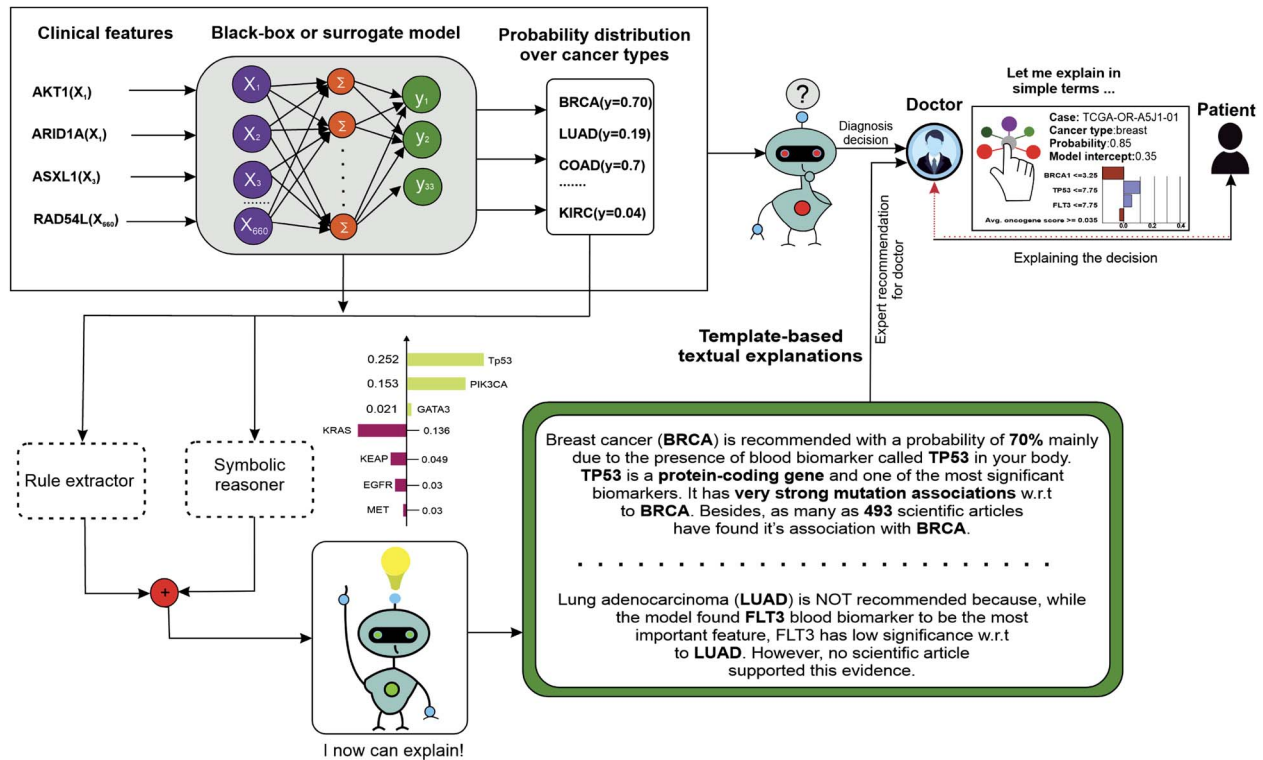 Clinical features
Black-box or surrogate model
Probability distribution
over cancer types
AKT1(X₁)
ARID1A(X₁)
ASXL1(X₃)
.......
RAD54L(X₆₆₀)
X₁
X₂
X₃
......
X₆₆₀
Σ
Σ
Σ
y₁
y₂
y₃₃
BRCA(y=0.70)
LUAD(y=0.19)
COAD(y=0.7)
.......
KIRC(y=0.04)
?
Diagnosis
decision
Doctor
Let me explain in
simple terms ...
Patient
Case: TCGA-OR-A5J1-01
Cancer type:breast
Probability:0.85
Model intercept:0.35
BRCA1 <=3.25
TP53 <=7.75
FLT3 <=7.75
Avg. oncogene score >= 0.035
0.0
0.2
0.4
Explaining the decision
Expert recommendation
for doctor
Template-based
textual explanations
0.252 Tp53
0.153 PIK3CA
0.021 GATA3
KRAS 0.136
KEAP 0.049
EGFR 0.03
MET 0.03
Rule extractor
Symbolic
reasoner
+
I now can explain!
Breast cancer (BRCA) is recommended with a probability of 70% mainly
due to the presence of blood biomarker called TP53 in your body.
TP53 is a protein-coding gene and one of the most significant
biomarkers. It has very strong mutation associations w.r.t
to BRCA. Besides, as many as 493 scientific articles
have found it's association with BRCA.
. . . . . . . . . . . . . . . . . . . . . . . . . .
Lung adenocarcinoma (LUAD) is NOT recommended because, while
the model found FLT3 blood biomarker to be the most
important feature, FLT3 has low significance w.r.t
to LUAD. However, no scientific article
supported this evidence.